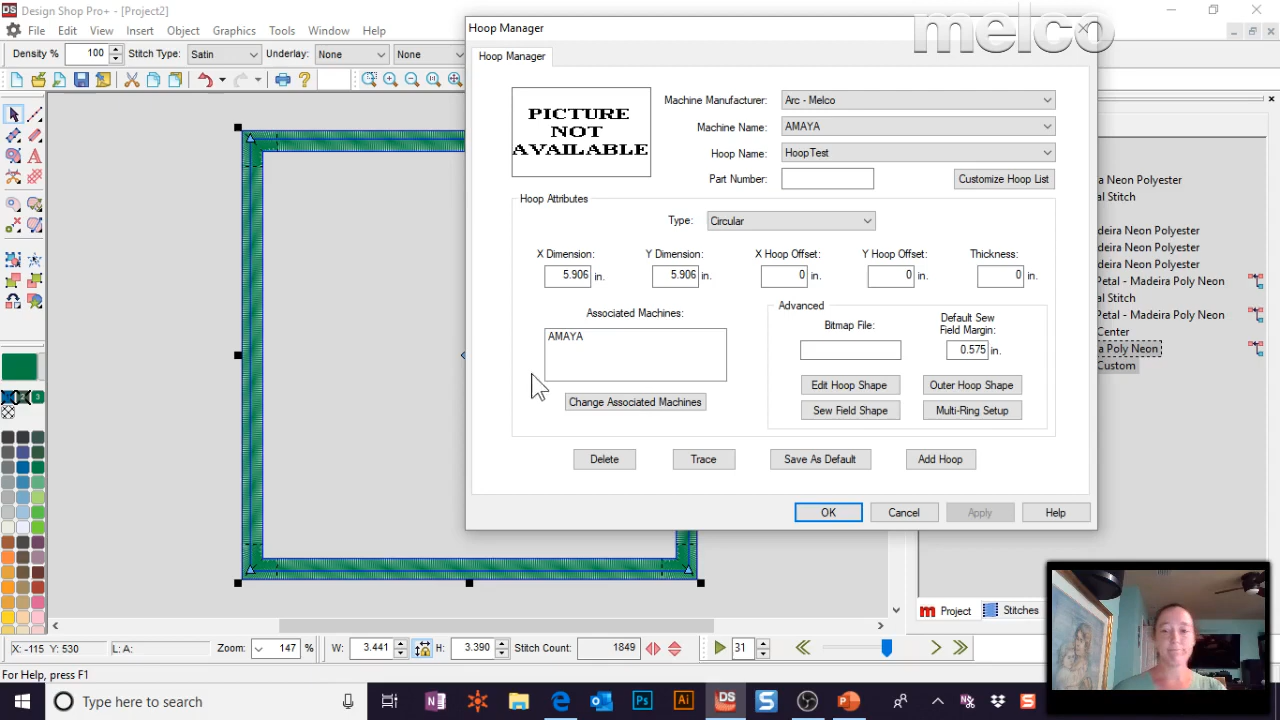 Design Shop Pro+ - [Project2]
File Edit View Insert Object Graphics Tools Window Help
Density % 100 Stitch Type: Satin Underlay: None None
Hoop Manager
melco
Hoop Manager
PICTURE
NOT
AVAILABLE
Machine Manufacturer: Arc - Melco
Machine Name: AMAYA
Hoop Name: HoopTest
Part Number: Customize Hoop List
Hoop Attributes
Type: Circular
X Dimension: Y Dimension: X Hoop Offset: Y Hoop Offset: Thickness:
5.906 in. 5.906 in. 0 in. 0 in. 0 in.
Associated Machines:
AMAYA
Change Associated Machines
Advanced
Bitmap File: Default Sew
Field Margin:
0.575 in.
Edit Hoop Shape Outer Hoop Shape
Sew Field Shape Multi-Ring Setup
Delete Trace Save As Default Add Hoop
OK Cancel Apply Help
a Neon Polyester
Stitch
deira Neon Polyester
deira Neon Polyester
deira Neon Polyester
Petal - Madeira Poly Neon
al Stitch
Petal - Madeira Poly Neon
Center
a Poly Neon
Custom
Project Stitches
X: -115 Y: 530 L: A: Zoom: 147 % W: 3.441 H: 3.390 Stitch Count: 1849 31
For Help, press F1
Type here to search